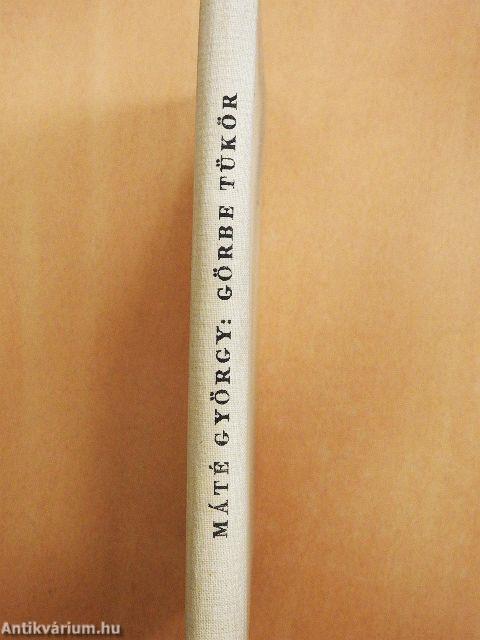 MÁTÉ GYÖRGY: GÖRBE TÜKÖR
Antikvárium.hu